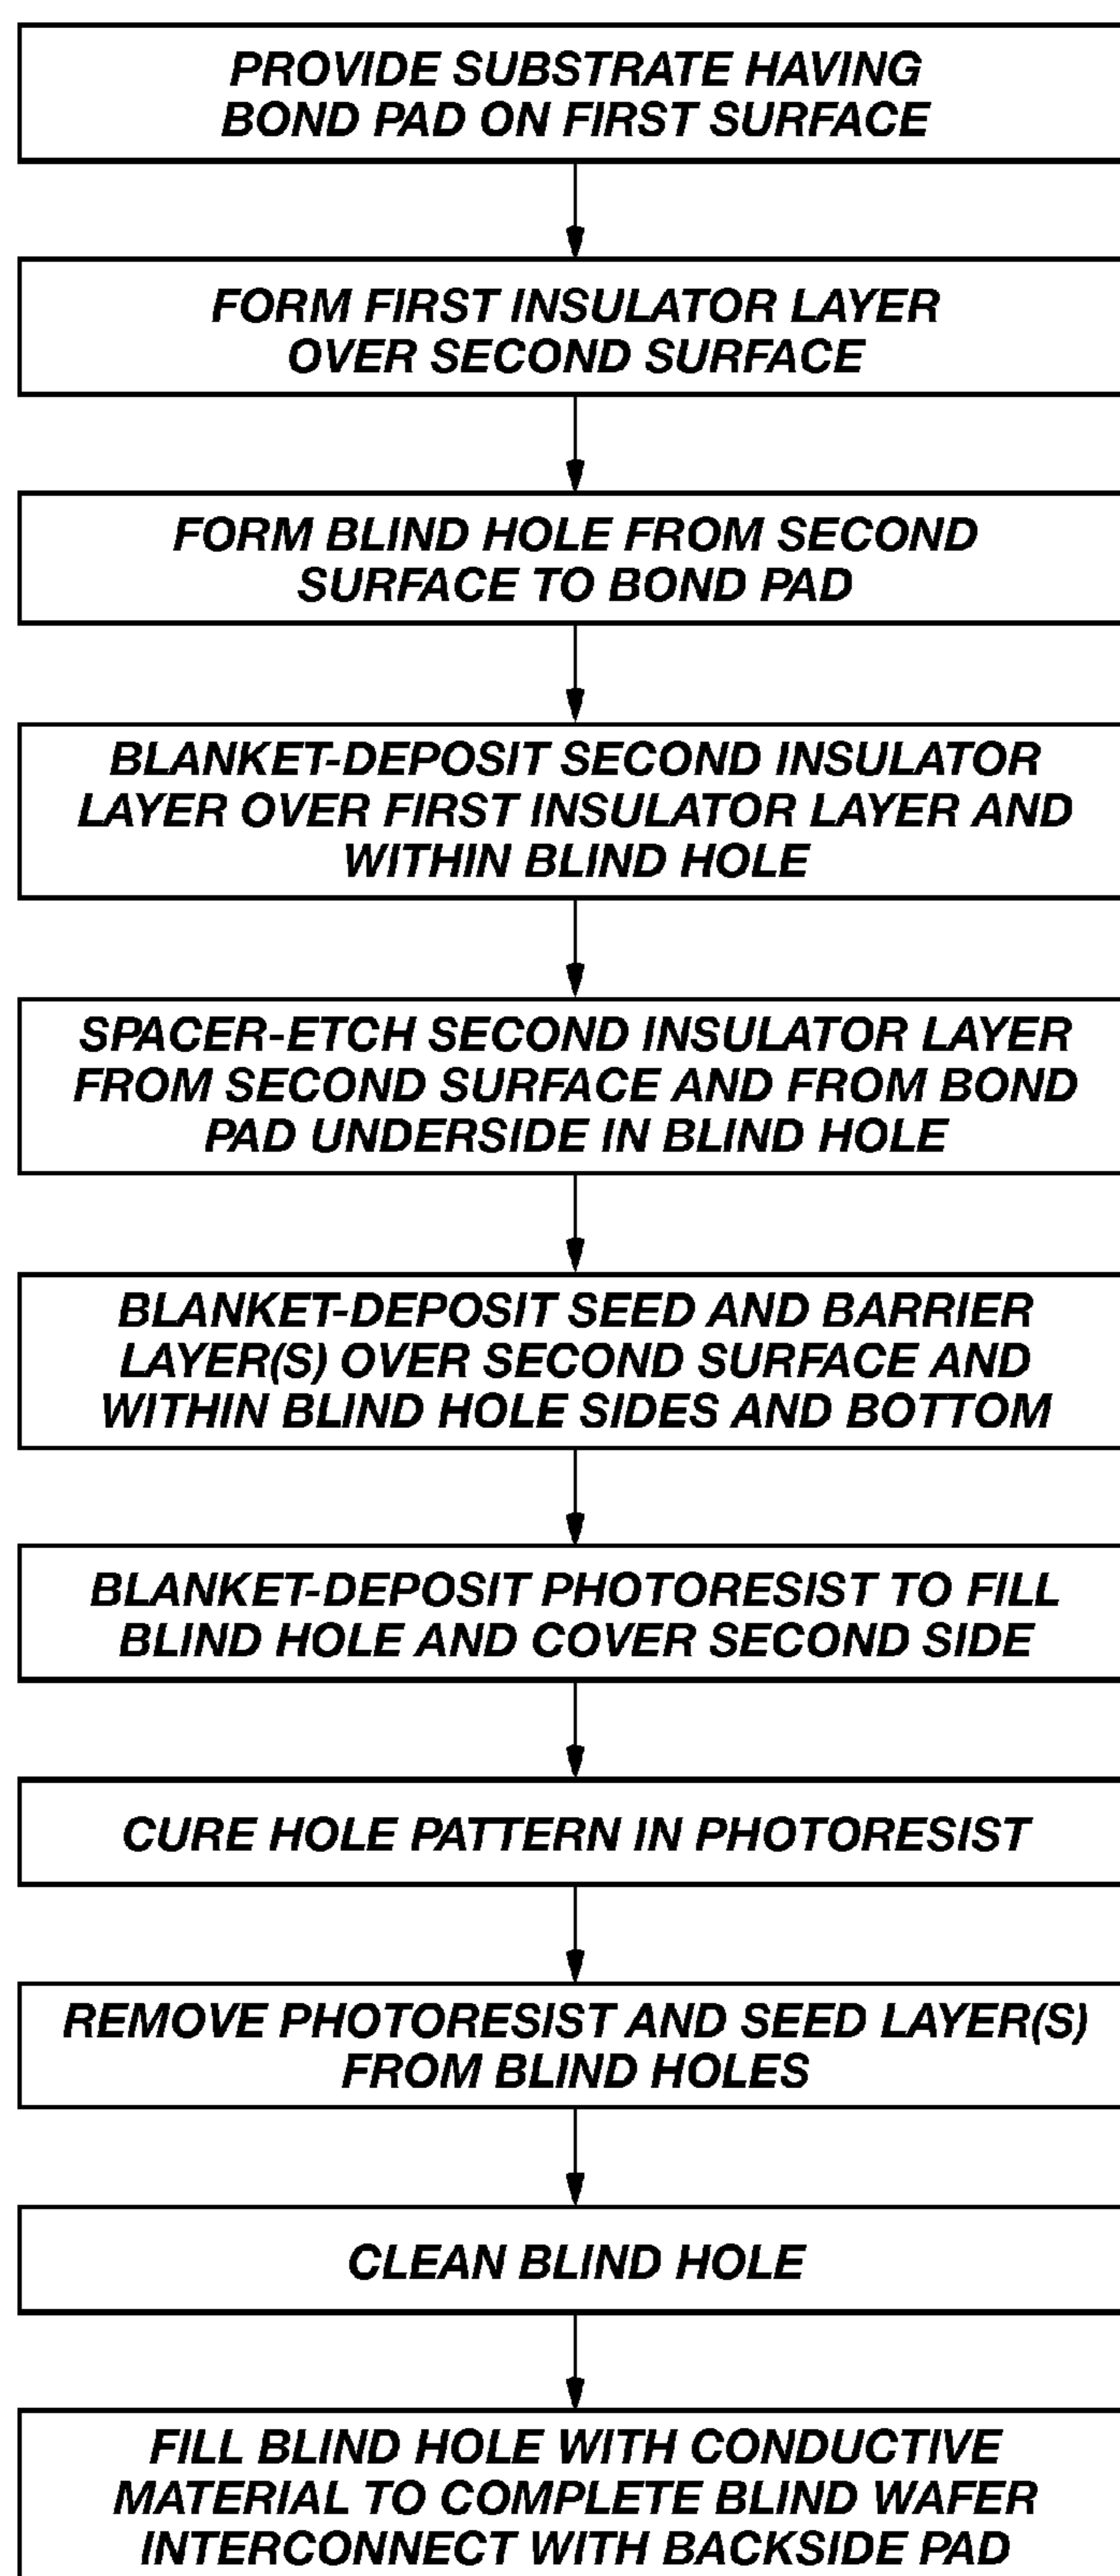 PROVIDE SUBSTRATE HAVING
BOND PAD ON FIRST SURFACE
FORM FIRST INSULATOR LAYER
OVER SECOND SURFACE
FORM BLIND HOLE FROM SECOND
SURFACE TO BOND PAD
BLANKET-DEPOSIT SECOND INSULATOR
LAYER OVER FIRST INSULATOR LAYER AND
WITHIN BLIND HOLE
SPACER-ETCH SECOND INSULATOR LAYER
FROM SECOND SURFACE AND FROM BOND
PAD UNDERSIDE IN BLIND HOLE
BLANKET-DEPOSIT SEED AND BARRIER
LAYER(S) OVER SECOND SURFACE AND
WITHIN BLIND HOLE SIDES AND BOTTOM
BLANKET-DEPOSIT PHOTORESIST TO FILL
BLIND HOLE AND COVER SECOND SIDE
CURE HOLE PATTERN IN PHOTORESIST
REMOVE PHOTORESIST AND SEED LAYER(S)
FROM BLIND HOLES
CLEAN BLIND HOLE
FILL BLIND HOLE WITH CONDUCTIVE
MATERIAL TO COMPLETE BLIND WAFER
INTERCONNECT WITH BACKSIDE PAD